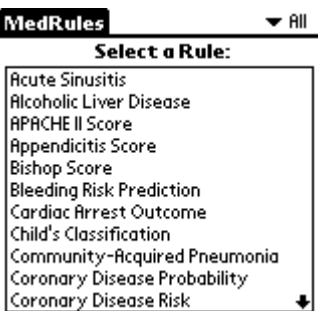 MedRules
All
Select a Rule:
Acute Sinusitis
Alcoholic Liver Disease
APACHE II Score
Appendicitis Score
Bishop Score
Bleeding Risk Prediction
Cardiac Arrest Outcome
Child's Classification
Community-Acquired Pneumonia
Coronary Disease Probability
Coronary Disease Risk